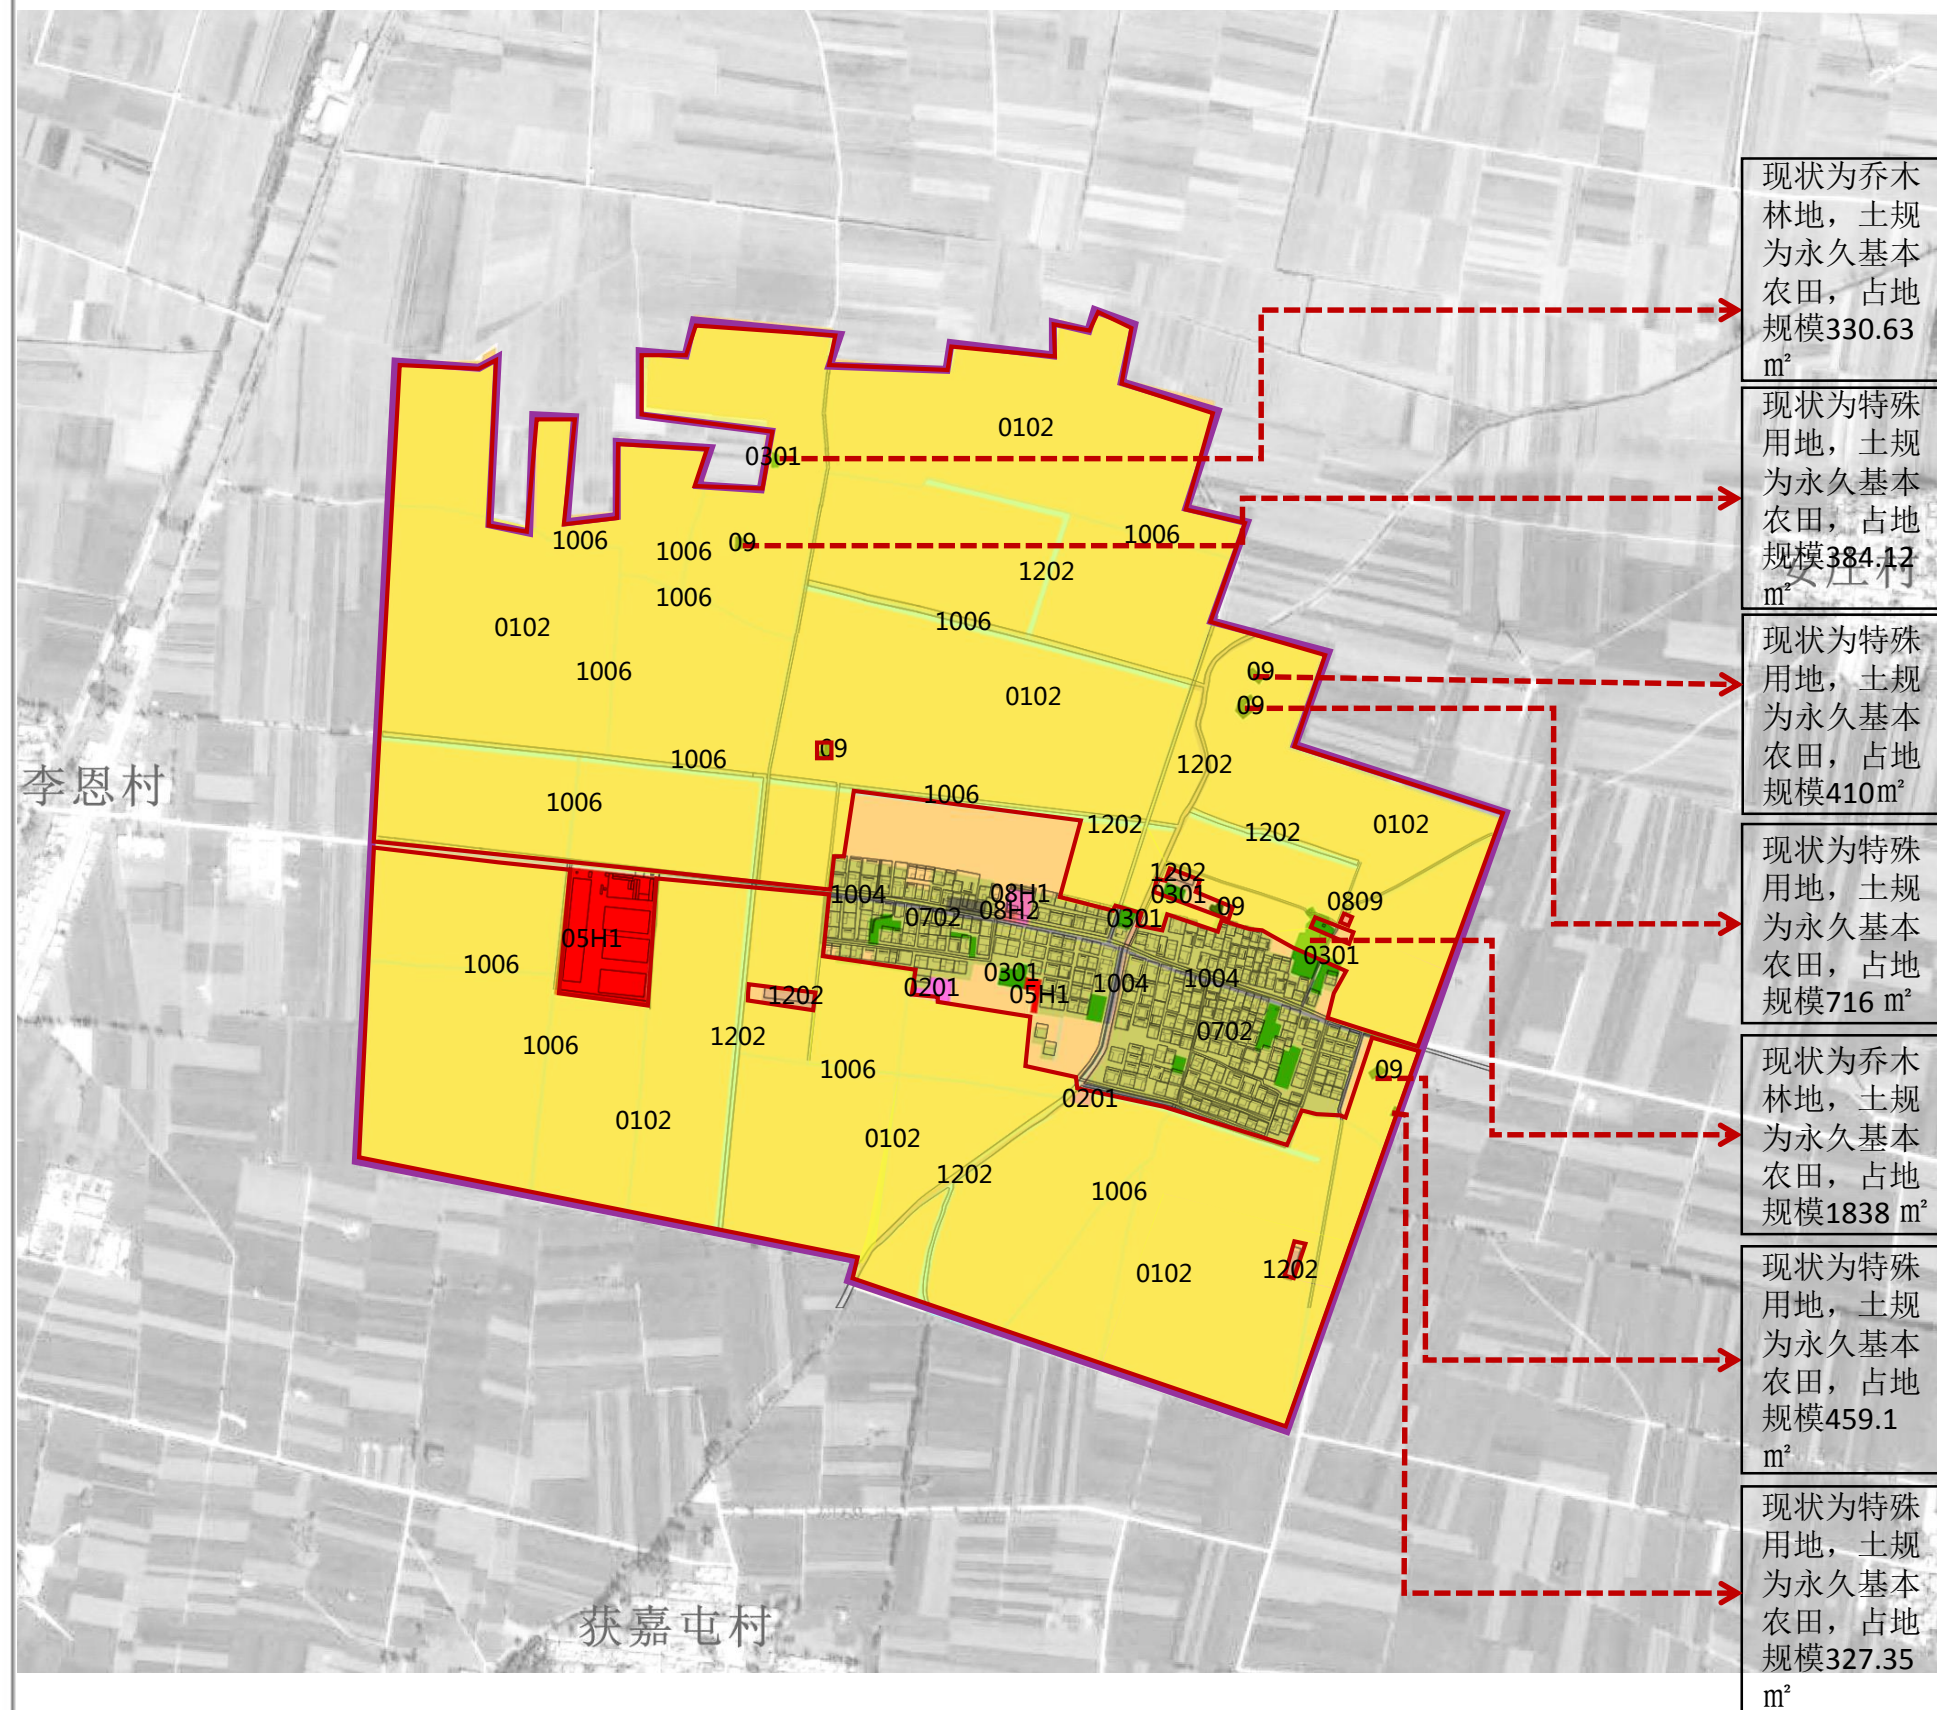 现状为乔木
林地，土规
为永久基本
农田，占地
规模330.63
㎡
现状为特殊
用地，土规
为永久基本
农田，占地
规模384.12
㎡
现状为特殊
用地，土规
为永久基本
农田，占地
规模410㎡
现状为特殊
用地，土规
为永久基本
农田，占地
规模716 ㎡
现状为乔木
林地，土规
为永久基本
农田，占地
规模1838 ㎡
现状为特殊
用地，土规
为永久基本
农田，占地
规模459.1
㎡
现状为特殊
用地，土规
为永久基本
农田，占地
规模327.35
㎡
0102
0301
1006
1006
1006
09
1202
1006
0102
1006
1006
09
0102
09
1006
09
1202
李恩村
1006
1006
1202
1202
0102
1202
0301
09
0809
1004
08H1
08H2
0702
0301
05H1
0301
1006
0301
0201
05H1
1004
1004
1202
1202
1006
0702
1006
09
0201
0102
0102
1202
1006
0102
1202
获嘉屯村